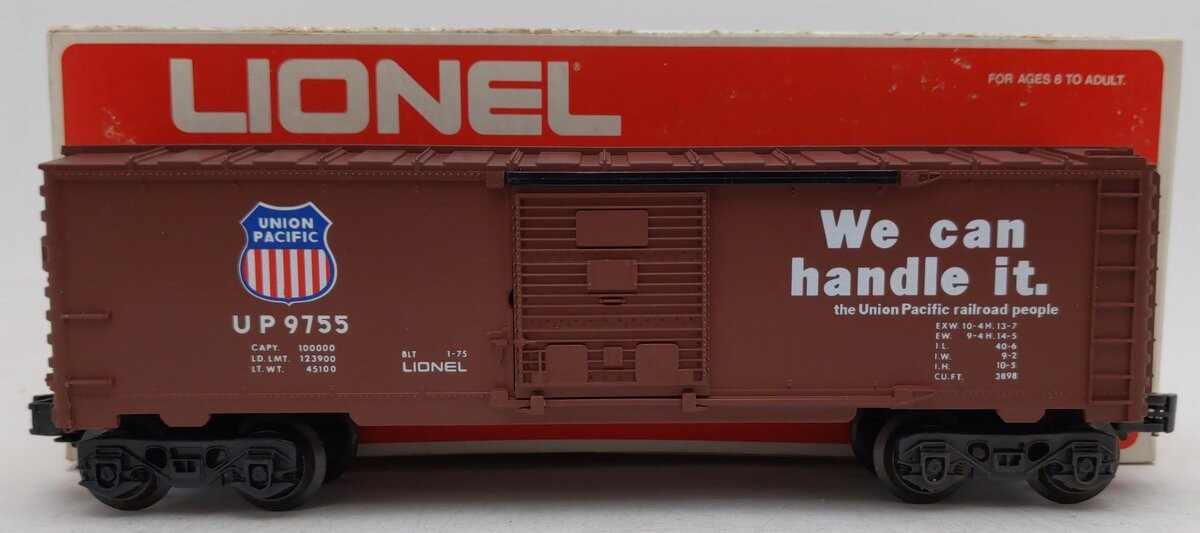 LIONEL®
FOR AGES 8 TO ADULT.
UNION
PACIFIC
UP 9755
CAPY. 100000
LD. LMT. 123900
LT. WT. 45100
BLT 1-75
LIONEL
We can
handle it.
the Union Pacific railroad people
EXW. 10-4 H. 13-7
EW. 9-4 H. 14-5
I.L. 40-6
I.W. 9-2
I.H. 10-5
CU.FT. 3898